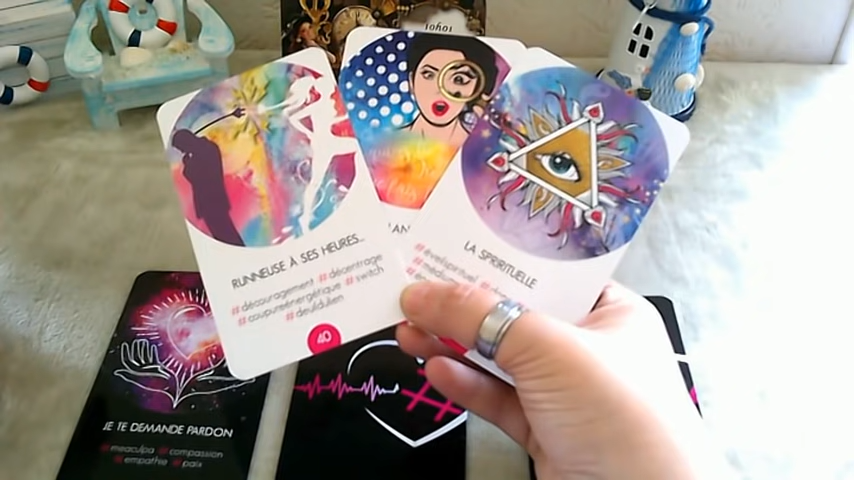 RUNNEUSE À SES HEURES...
#découragement #décentrage
#coupureénergétique #switch
#deuildulien
40
LA SPIRITUELLE
#éveilspirituel
JE TE DEMANDE PARDON
#meaculpa #compassion
#empathie #paix